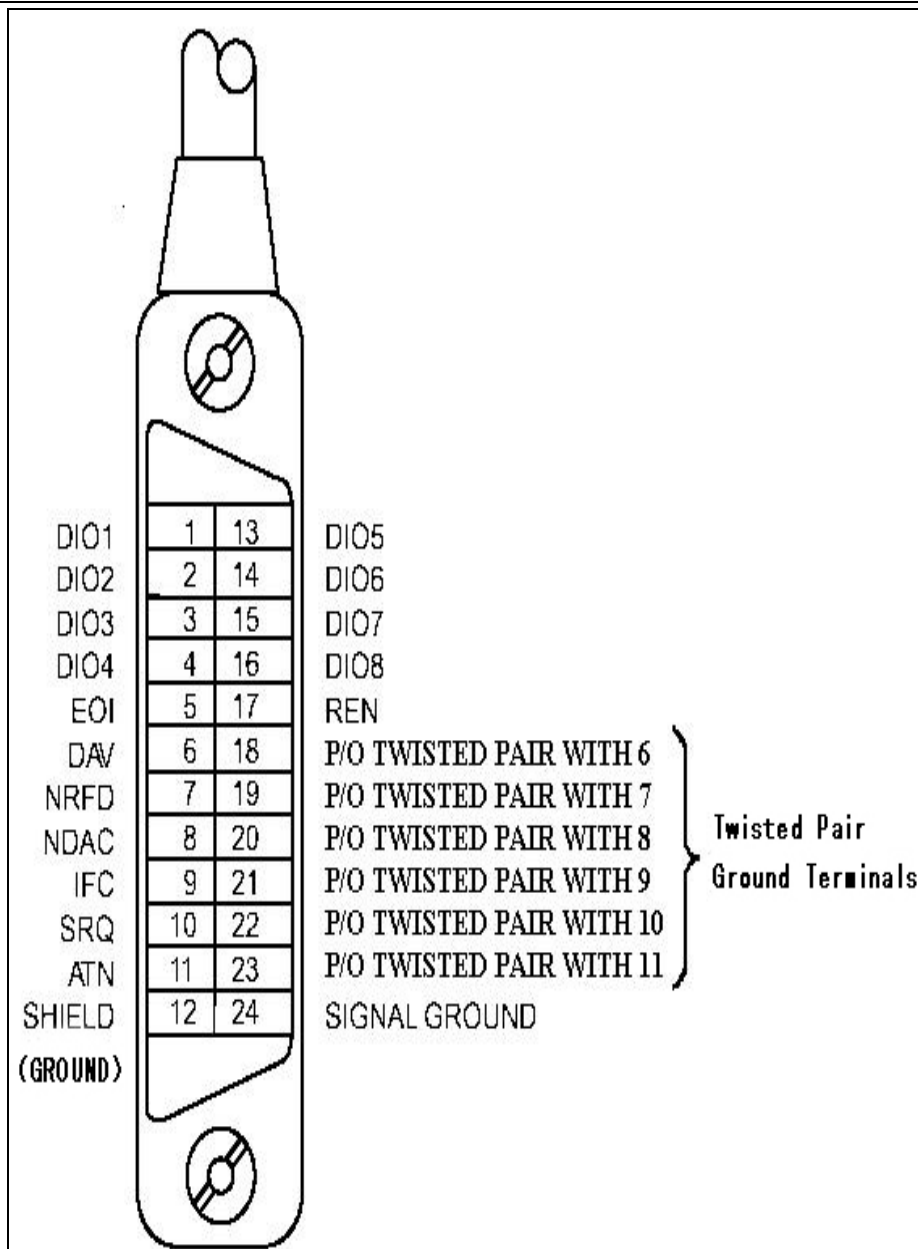 DIO1 1 13 DIO5
DIO2 2 14 DIO6
DIO3 3 15 DIO7
DIO4 4 16 DIO8
EOI 5 17 REN
DAV 6 18 P/O TWISTED PAIR WITH 6
NRFD 7 19 P/O TWISTED PAIR WITH 7
NDAC 8 20 P/O TWISTED PAIR WITH 8
IFC 9 21 P/O TWISTED PAIR WITH 9
SRQ 10 22 P/O TWISTED PAIR WITH 10
ATN 11 23 P/O TWISTED PAIR WITH 11
SHIELD 12 24 SIGNAL GROUND
(GROUND)
Twisted Pair
Ground Terminals